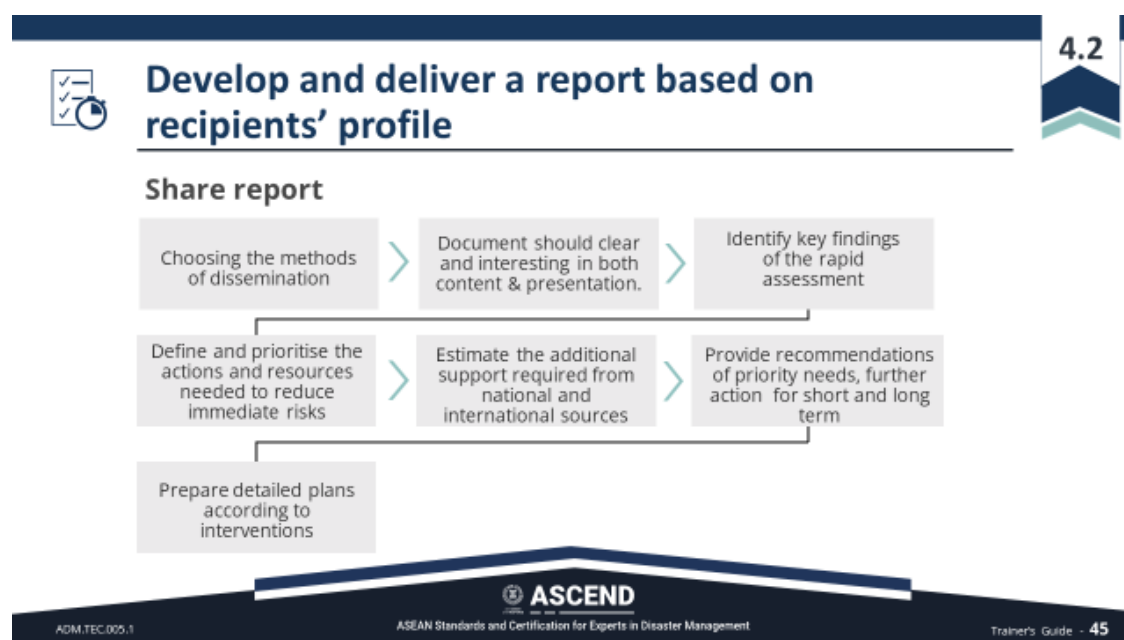 4.2
Develop and deliver a report based on
recipients’ profile
Share report
Choosing the methods
of dissemination
Document should clear
and interesting in both
content & presentation.
Identify key findings
of the rapid
assessment
Define and prioritise the
actions and resources
needed to reduce
immediate risks
Estimate the additional
support required from
national and
international sources
Provide recommendations
of priority needs, further
action for short and long
term
Prepare detailed plans
according to
interventions
ASCEND
ASEAN Standards and Certification for Experts in Disaster Management
ADM.TEC.005.1
Trainer's Guide - 45